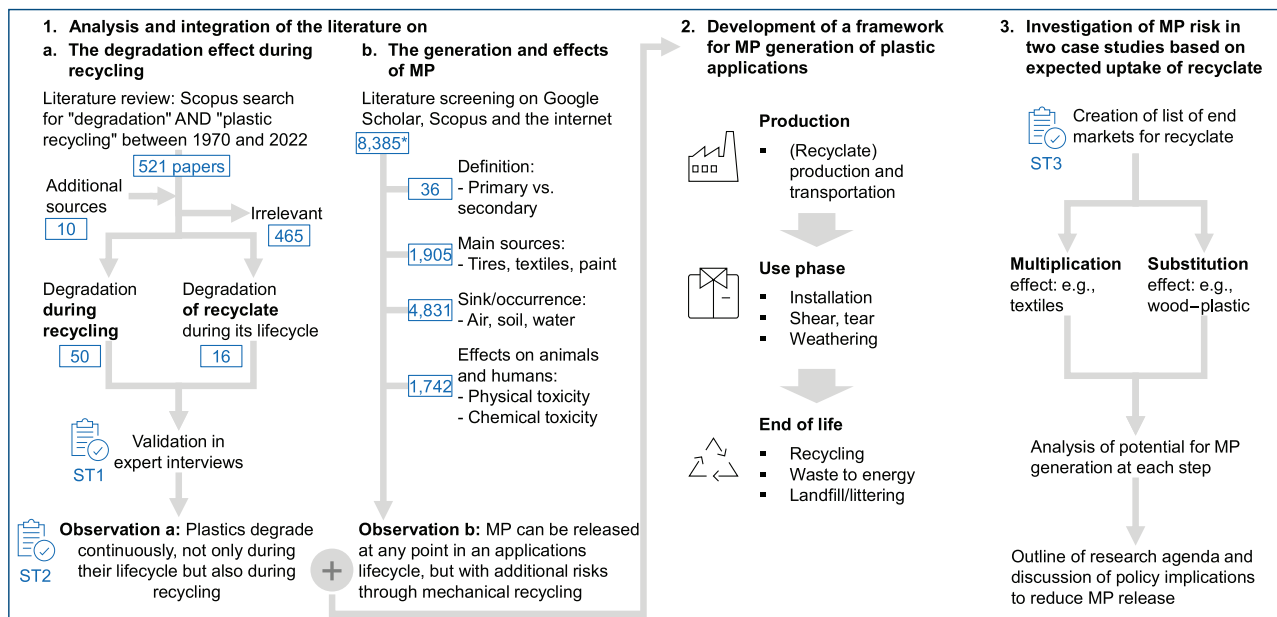 1. Analysis and integration of the literature on
a. The degradation effect during
recycling
Literature review: Scopus search
for "degradation" AND "plastic
recycling" between 1970 and 2022
521 papers
Additional
sources
10
Irrelevant
465
Degradation
during
recycling
50
Degradation
of recyclate
during its lifecycle
16
ST1
Validation in
expert interviews
ST2
Observation a: Plastics degrade
continuously, not only during
their lifecycle but also during
recycling
b. The generation and effects
of MP
Literature screening on Google
Scholar, Scopus and the internet
8,385*
36
Definition:
- Primary vs.
secondary
1,905
Main sources:
- Tires, textiles, paint
4,831
Sink/occurrence:
- Air, soil, water
1,742
Effects on animals
and humans:
- Physical toxicity
- Chemical toxicity
+
Observation b: MP can be released
at any point in an applications
lifecycle, but with additional risks
through mechanical recycling
2. Development of a framework
for MP generation of plastic
applications
Production
▪ (Recyclate)
production and
transportation
Use phase
▪ Installation
▪ Shear, tear
▪ Weathering
End of life
▪ Recycling
▪ Waste to energy
▪ Landfill/littering
3. Investigation of MP risk in
two case studies based on
expected uptake of recyclate
ST3
Creation of list of end
markets for recyclate
Multiplication
effect: e.g.,
textiles
Substitution
effect: e.g.,
wood–plastic
Analysis of potential for MP
generation at each step
Outline of research agenda and
discussion of policy implications
to reduce MP release